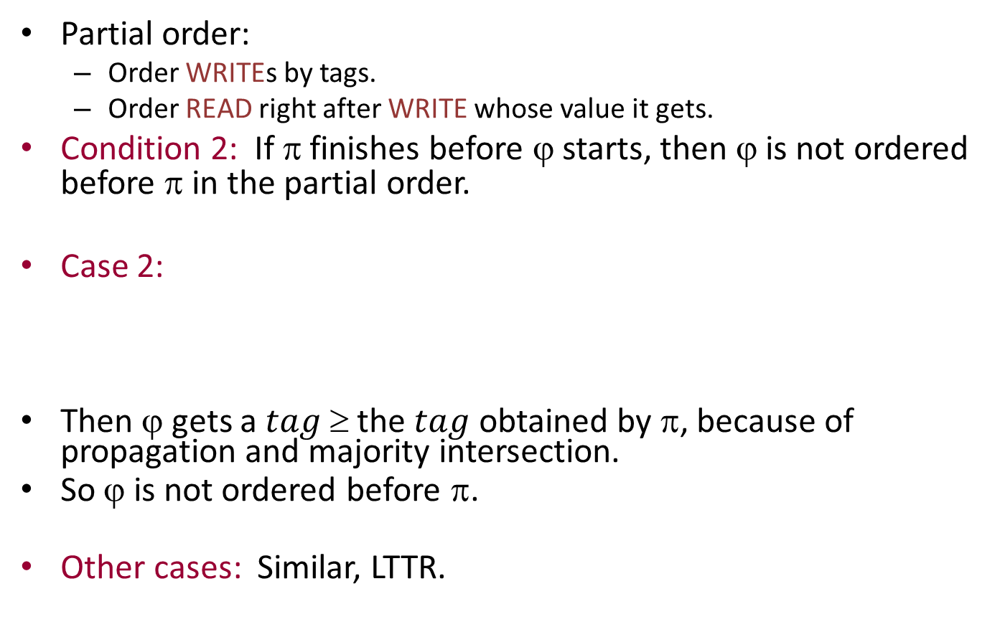 • Partial order:
– Order WRITEs by tags.
– Order READ right after WRITE whose value it gets.
• Condition 2: If π finishes before φ starts, then φ is not ordered
before π in the partial order.
• Case 2:
• Then φ gets a tag ≥ the tag obtained by π, because of
propagation and majority intersection.
• So φ is not ordered before π.
• Other cases: Similar, LTTR.